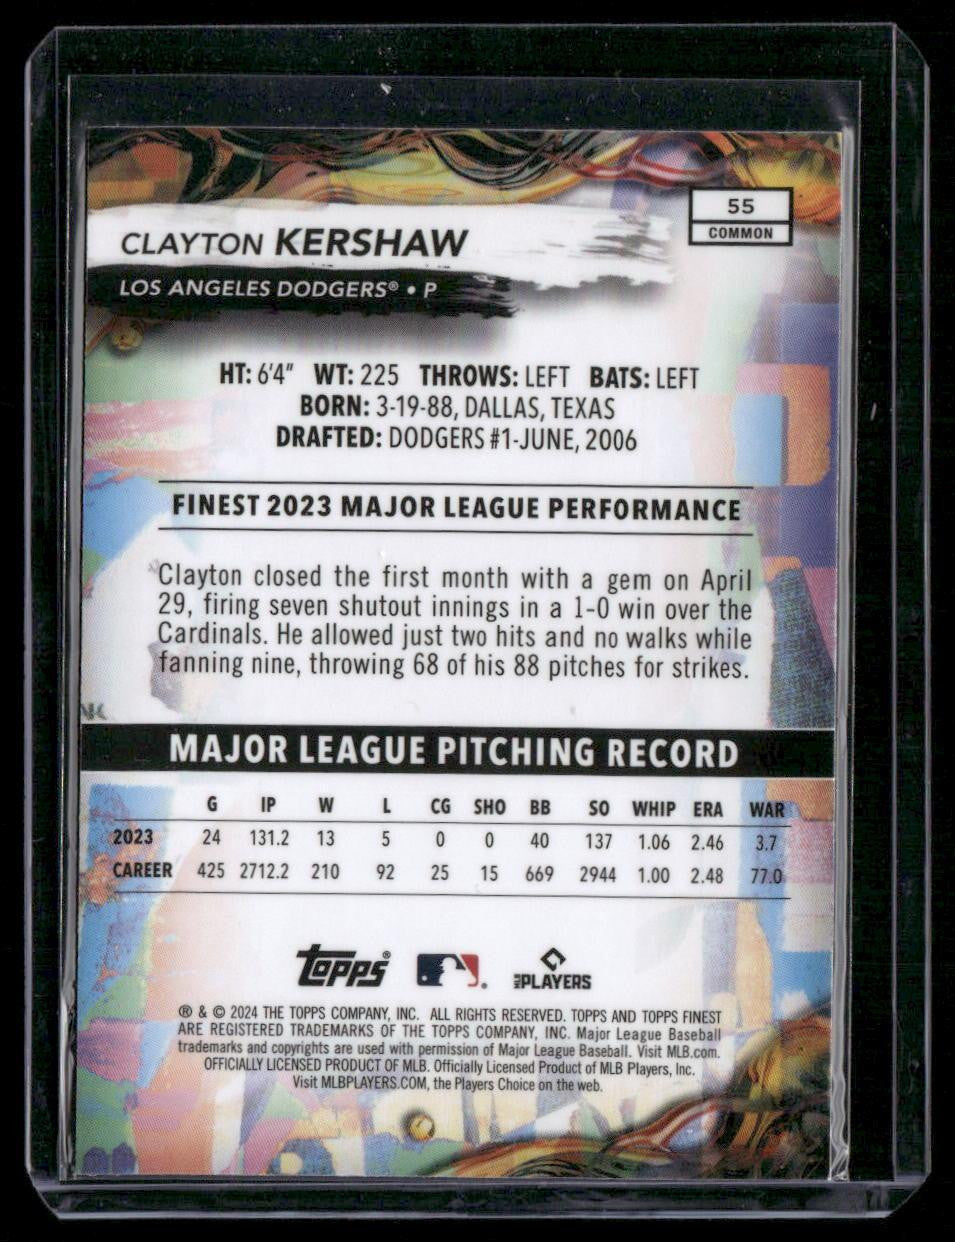 55
COMMON
CLAYTON KERSHAW
LOS ANGELES DODGERS® • P
HT: 6'4" WT: 225 THROWS: LEFT BATS: LEFT
BORN: 3-19-88, DALLAS, TEXAS
DRAFTED: DODGERS #1-JUNE, 2006
FINEST 2023 MAJOR LEAGUE PERFORMANCE
Clayton closed the first month with a gem on April
29, firing seven shutout innings in a 1-0 win over the
Cardinals. He allowed just two hits and no walks while
fanning nine, throwing 68 of his 88 pitches for strikes.
MAJOR LEAGUE PITCHING RECORD
G IP W L CG SHO BB SO WHIP ERA WAR
2023 24 131.2 13 5 0 0 40 137 1.06 2.46 3.7
CAREER 425 2712.2 210 92 25 15 669 2944 1.00 2.48 77.0
TOPPS® MLB PLAYERS
® & © 2024 THE TOPPS COMPANY, INC. ALL RIGHTS RESERVED. TOPPS AND TOPPS FINEST
ARE REGISTERED TRADEMARKS OF THE TOPPS COMPANY, INC. Major League Baseball
trademarks and copyrights are used with permission of Major League Baseball. Visit MLB.com.
OFFICIALLY LICENSED PRODUCT OF MLB. Officially Licensed Product of MLB Players, Inc.
Visit MLBPLAYERS.COM, the Players Choice on the web.